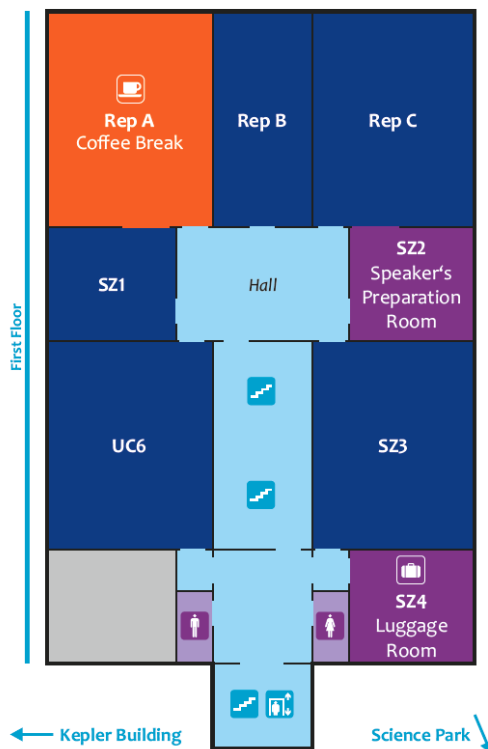 First Floor
Rep A
Coffee Break
Rep B
Rep C
SZ1
Hall
SZ2
Speaker‘s
Preparation
Room
UC6
SZ3
SZ4
Luggage
Room
Kepler Building
Science Park